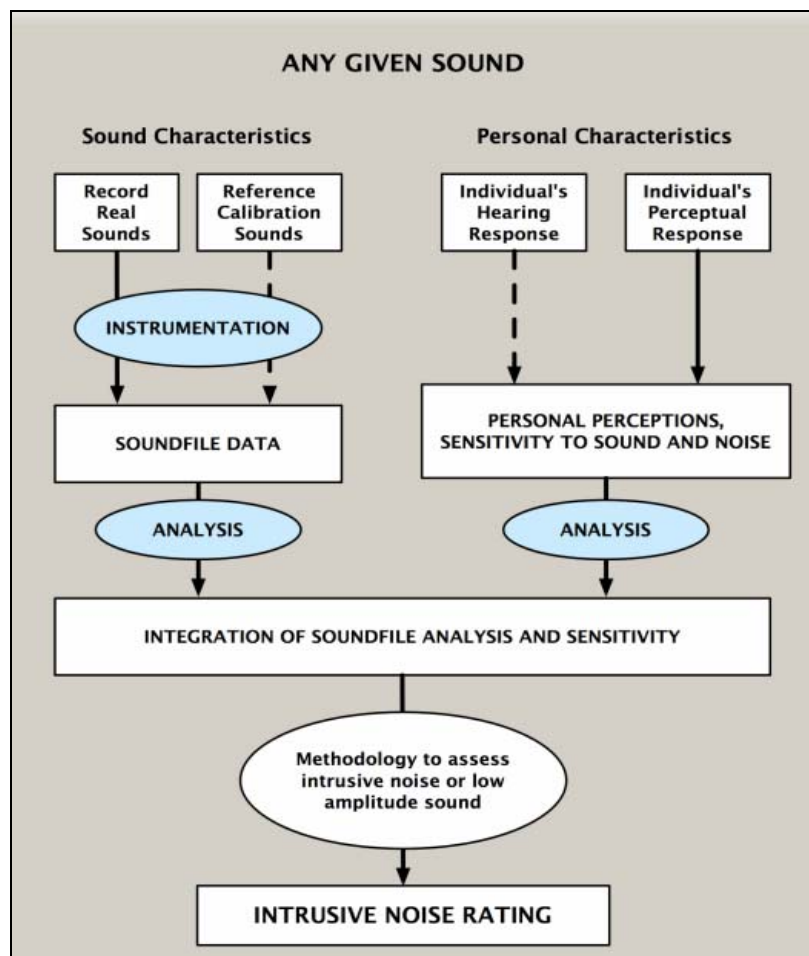 ANY GIVEN SOUND
Sound Characteristics
Personal Characteristics
Record
Real
Sounds
Reference
Calibration
Sounds
Individual's
Hearing
Response
Individual's
Perceptual
Response
INSTRUMENTATION
SOUNDFILE DATA
PERSONAL PERCEPTIONS,
SENSITIVITY TO SOUND AND NOISE
ANALYSIS
ANALYSIS
INTEGRATION OF SOUNDFILE ANALYSIS AND SENSITIVITY
Methodology to assess
intrusive noise or low
amplitude sound
INTRUSIVE NOISE RATING